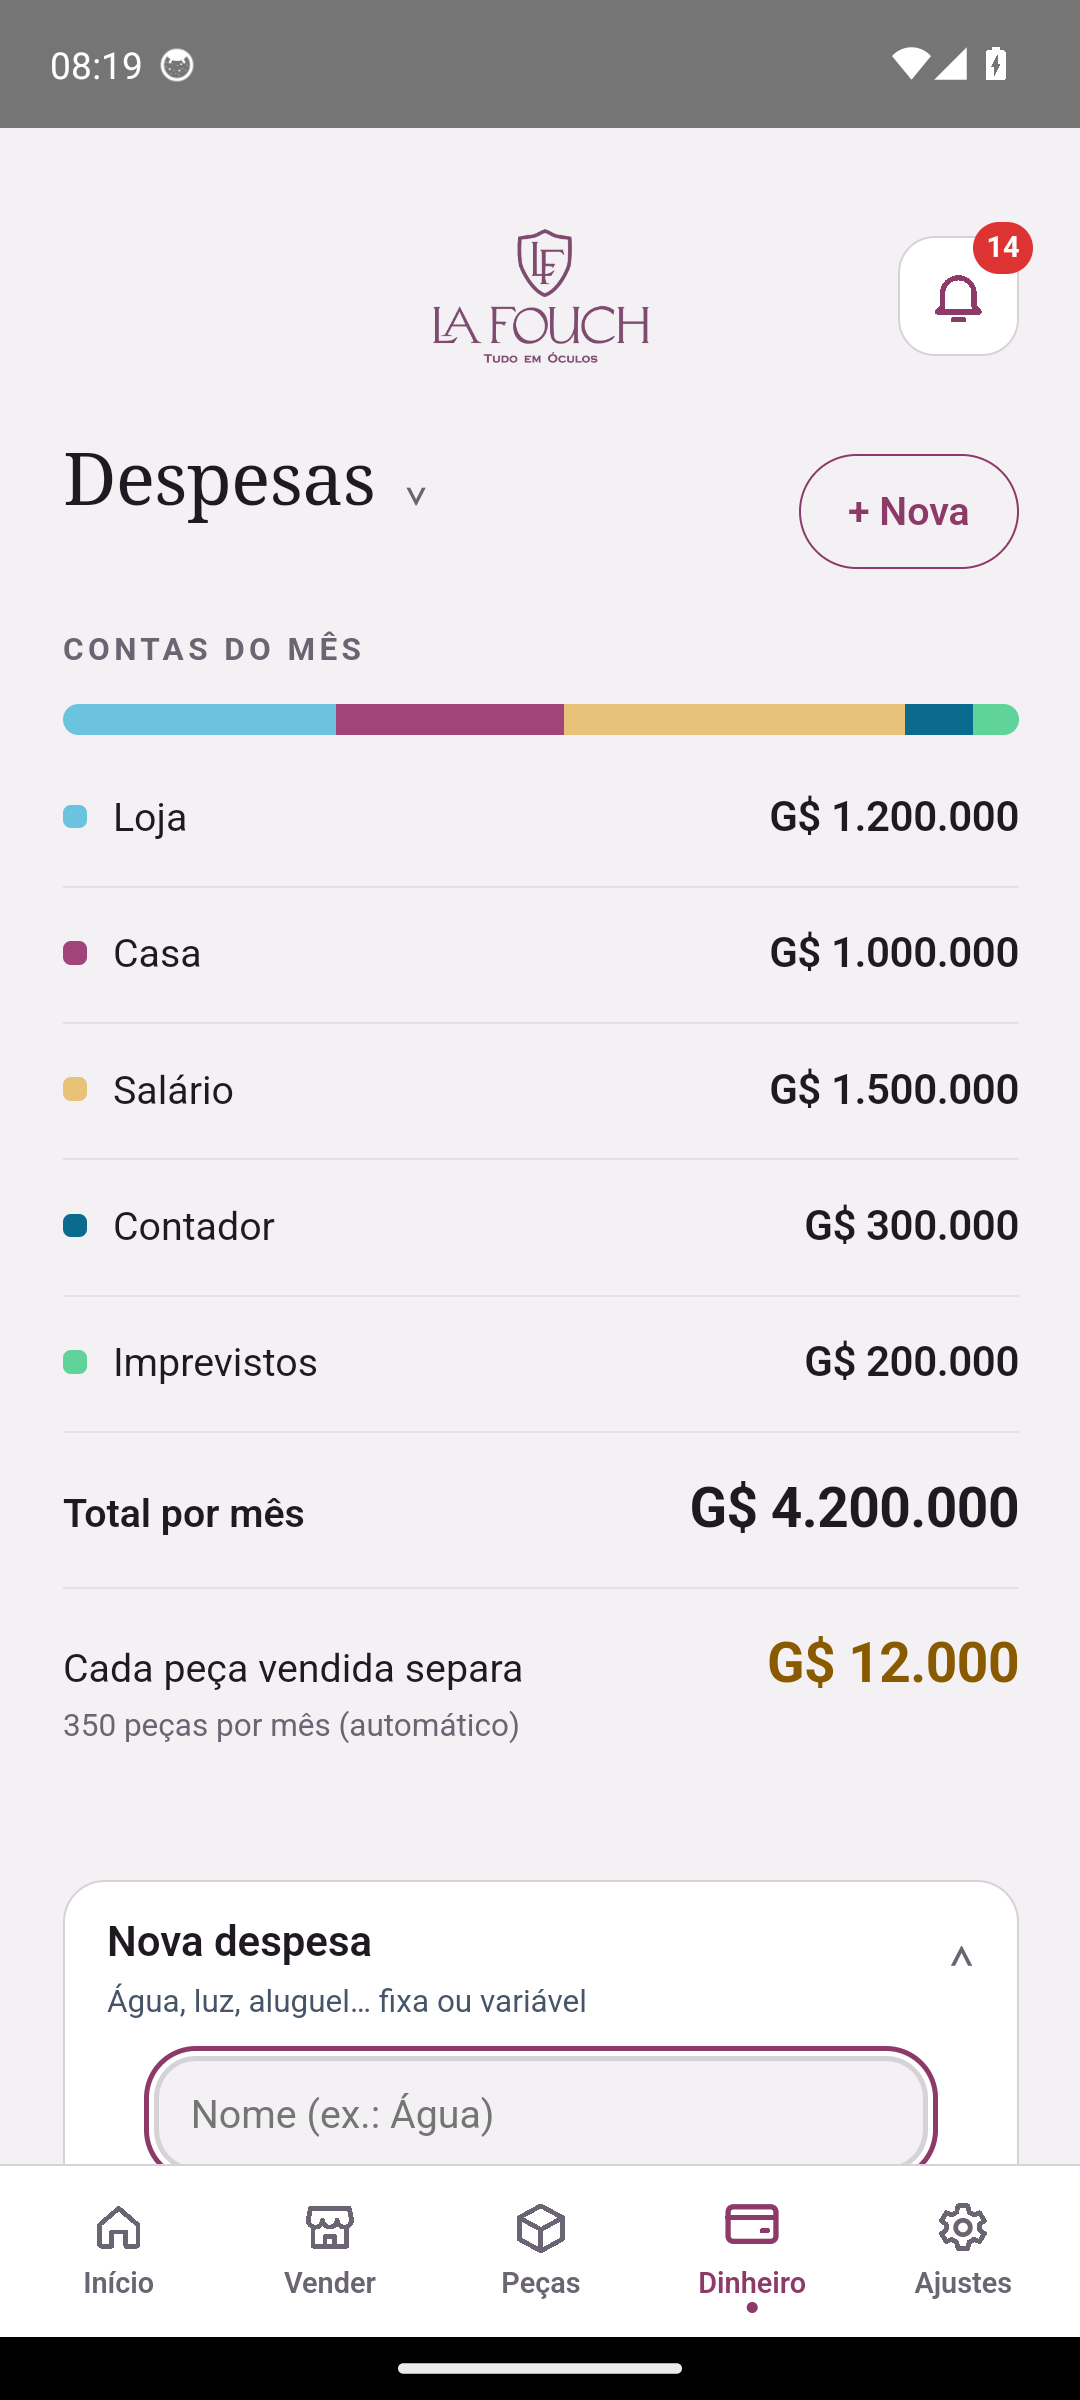 08:19
14
LF
LA FOUCH
TUDO EM ÓCULOS
Despesas
+ Nova
CONTAS DO MÊS
Loja G$ 1.200.000
Casa G$ 1.000.000
Salário G$ 1.500.000
Contador G$ 300.000
Imprevistos G$ 200.000
Total por mês G$ 4.200.000
Cada peça vendida separa G$ 12.000
350 peças por mês (automático)
Nova despesa
Água, luz, aluguel... fixa ou variável
Nome (ex.: Água)
Início Vender Peças Dinheiro Ajustes